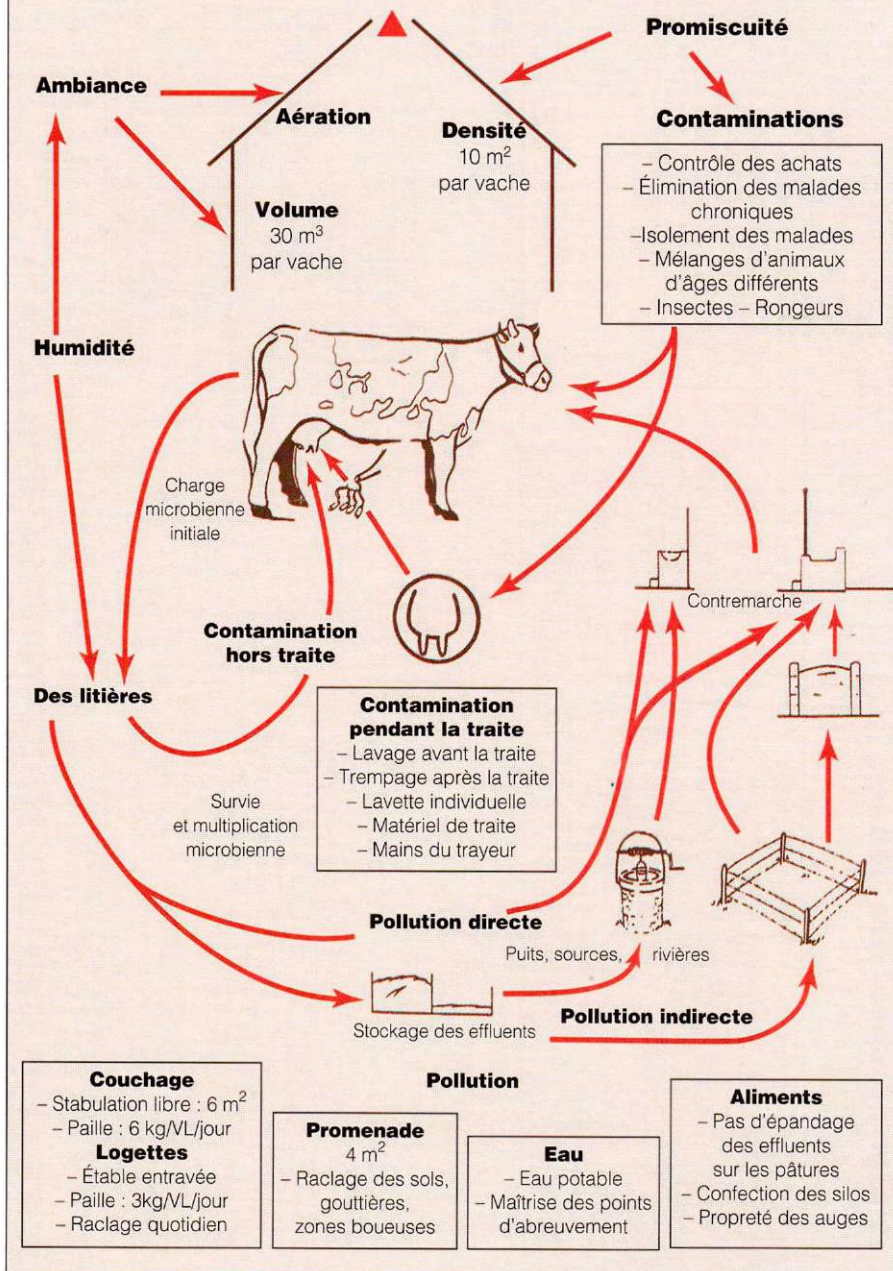 Promiscuité
Ambiance
Aération
Densité
10 m²
par vache
Contaminations
– Contrôle des achats
– Élimination des malades
chroniques
–Isolement des malades
– Mélanges d'animaux
d'âges différents
– Insectes – Rongeurs
Volume
30 m³
par vache
Humidité
Charge
microbienne
initiale
Contremarche
Contamination
hors traite
Des litières
Contamination
pendant la traite
– Lavage avant la traite
– Trempage après la traite
– Lavette individuelle
– Matériel de traite
– Mains du trayeur
Survie
et multiplication
microbienne
Pollution directe
Puits, sources, rivières
Stockage des effluents
Pollution indirecte
Couchage
– Stabulation libre : 6 m²
– Paille : 6 kg/VL/jour
Logettes
– Étable entravée
– Paille : 3kg/VL/jour
– Raclage quotidien
Pollution
Promenade
4 m²
– Raclage des sols,
gouttières,
zones boueuses
Eau
– Eau potable
– Maîtrise des points
d'abreuvement
Aliments
– Pas d'épandage
des effluents
sur les pâtures
– Confection des silos
– Propreté des auges